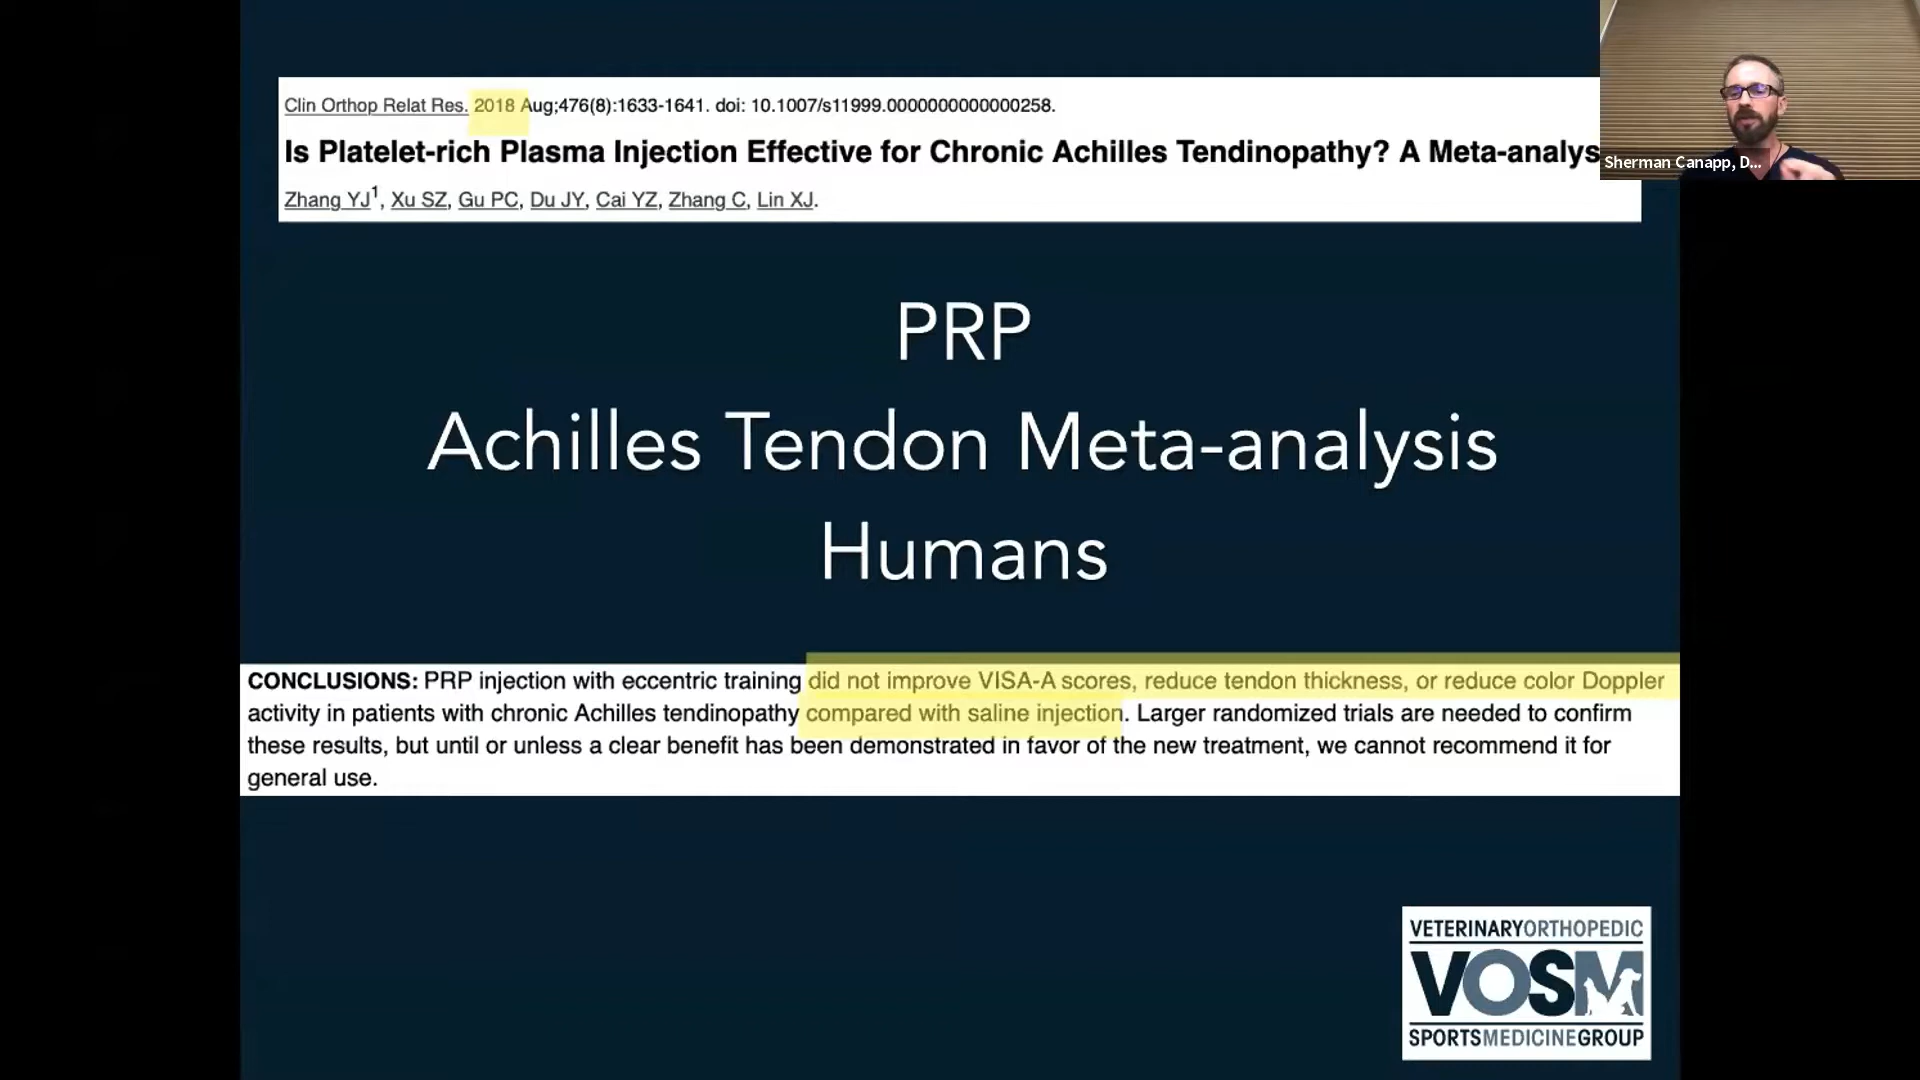 Clin Orthop Relat Res. 2018 Aug;476(8):1633-1641. doi: 10.1007/s11999.0000000000000258.
Is Platelet-rich Plasma Injection Effective for Chronic Achilles Tendinopathy? A Meta-analys
Zhang YJ1, Xu SZ, Gu PC, Du JY, Cai YZ, Zhang C, Lin XJ.
Sherman Canapp, D...
PRP
Achilles Tendon Meta-analysis
Humans
CONCLUSIONS: PRP injection with eccentric training did not improve VISA-A scores, reduce tendon thickness, or reduce color Doppler
activity in patients with chronic Achilles tendinopathy compared with saline injection. Larger randomized trials are needed to confirm
these results, but until or unless a clear benefit has been demonstrated in favor of the new treatment, we cannot recommend it for
general use.
VETERINARYORTHOPEDIC
VOSM
SPORTSMEDICINEGROUP